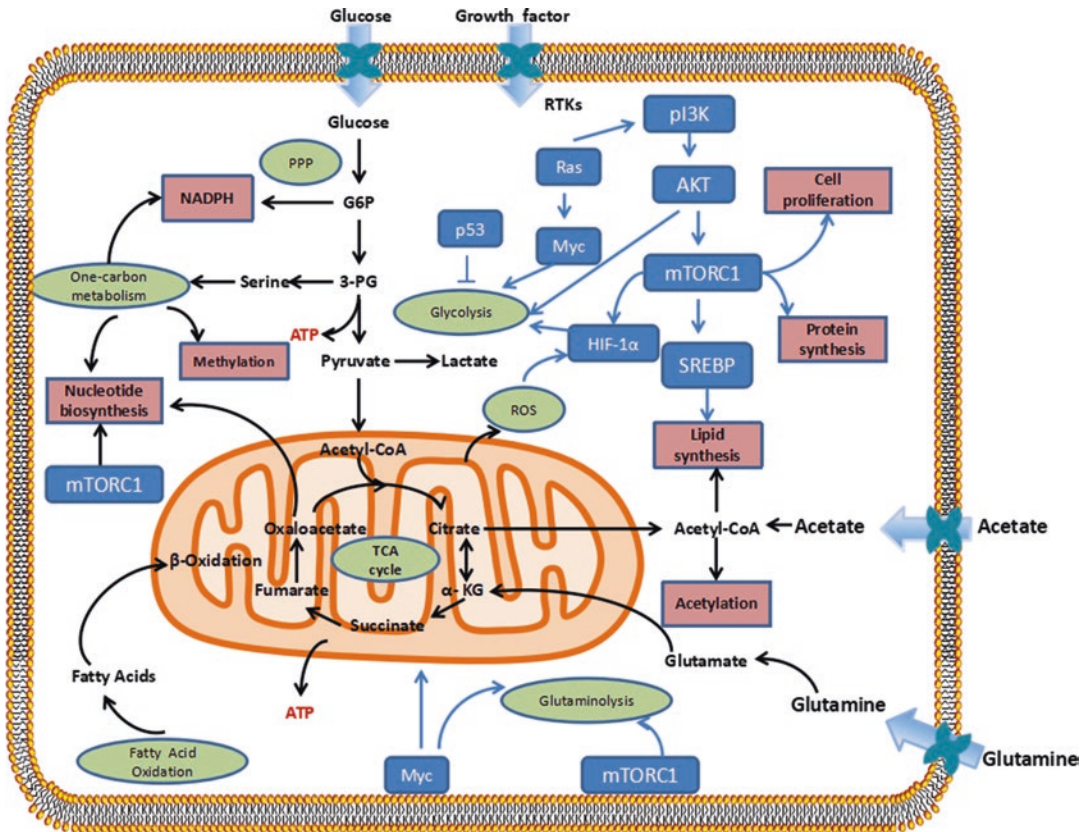 Glucose
Growth factor
RTKs
Glucose
pI3K
PPP
Ras
AKT
Cell
proliferation
NADPH
G6P
p53
Myc
mTORC1
One-carbon
metabolism
Serine
3-PG
Glycolysis
ATP
HIF-1α
Protein
synthesis
Methylation
Pyruvate
Lactate
SREBP
Nucleotide
biosynthesis
ROS
Lipid
synthesis
Acetyl-CoA
mTORC1
Oxaloacetate
Citrate
Acetyl-CoA
Acetate
Acetate
TCA
cycle
β-Oxidation
Fumarate
α- KG
Acetylation
Succinate
Glutamate
Fatty Acids
Glutaminolysis
Glutamine
ATP
Fatty Acid
Oxidation
Myc
mTORC1
Glutamine